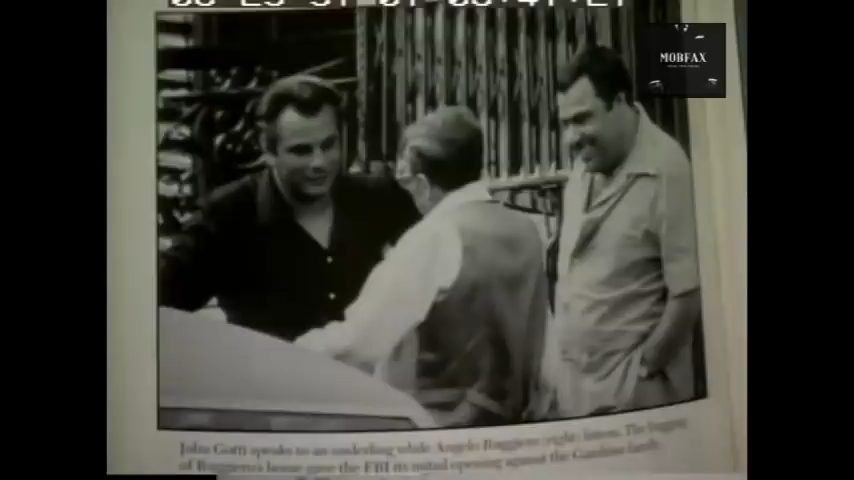 MOBFAX
John Gotti speaks to an underling while Angelo Ruggiero (right) listens. The bugging
of Ruggiero's house gave the FBI its initial opening against the Gambino family.